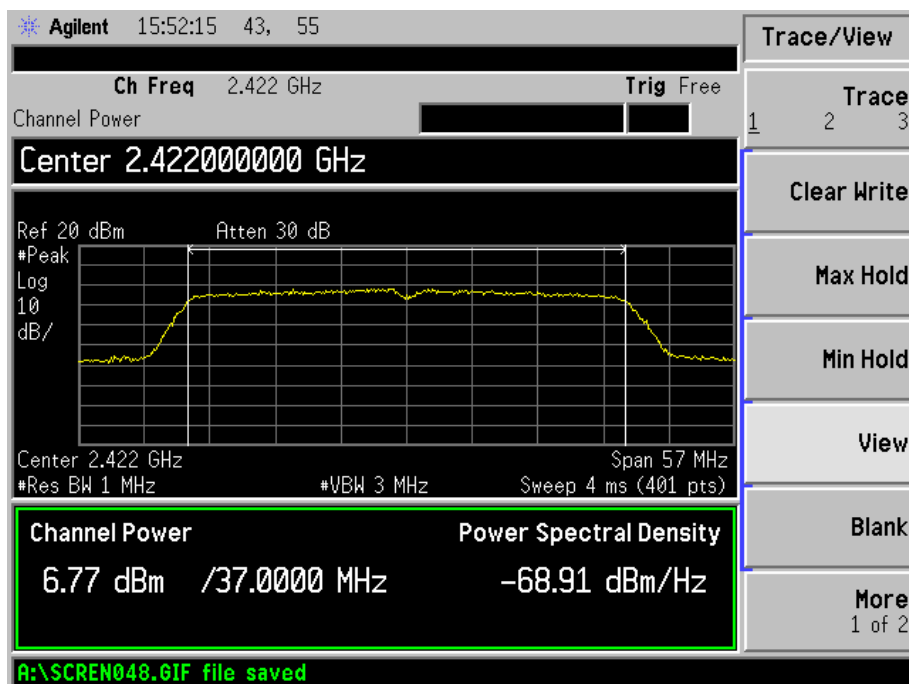 Agilent 15:52:15 43, 55
Trace/View
Ch Freq 2.422 GHz Trig Free
Channel Power
Center 2.422000000 GHz
Ref 20 dBm Atten 30 dB
#Peak
Log
10
dB/
Center 2.422 GHz Span 57 MHz
#Res BW 1 MHz #VBW 3 MHz Sweep 4 ms (401 pts)
Channel Power Power Spectral Density
6.77 dBm /37.0000 MHz -68.91 dBm/Hz
A:\SCREN048.GIF file saved
Trace
1 2 3
Clear Write
Max Hold
Min Hold
View
Blank
More
1 of 2